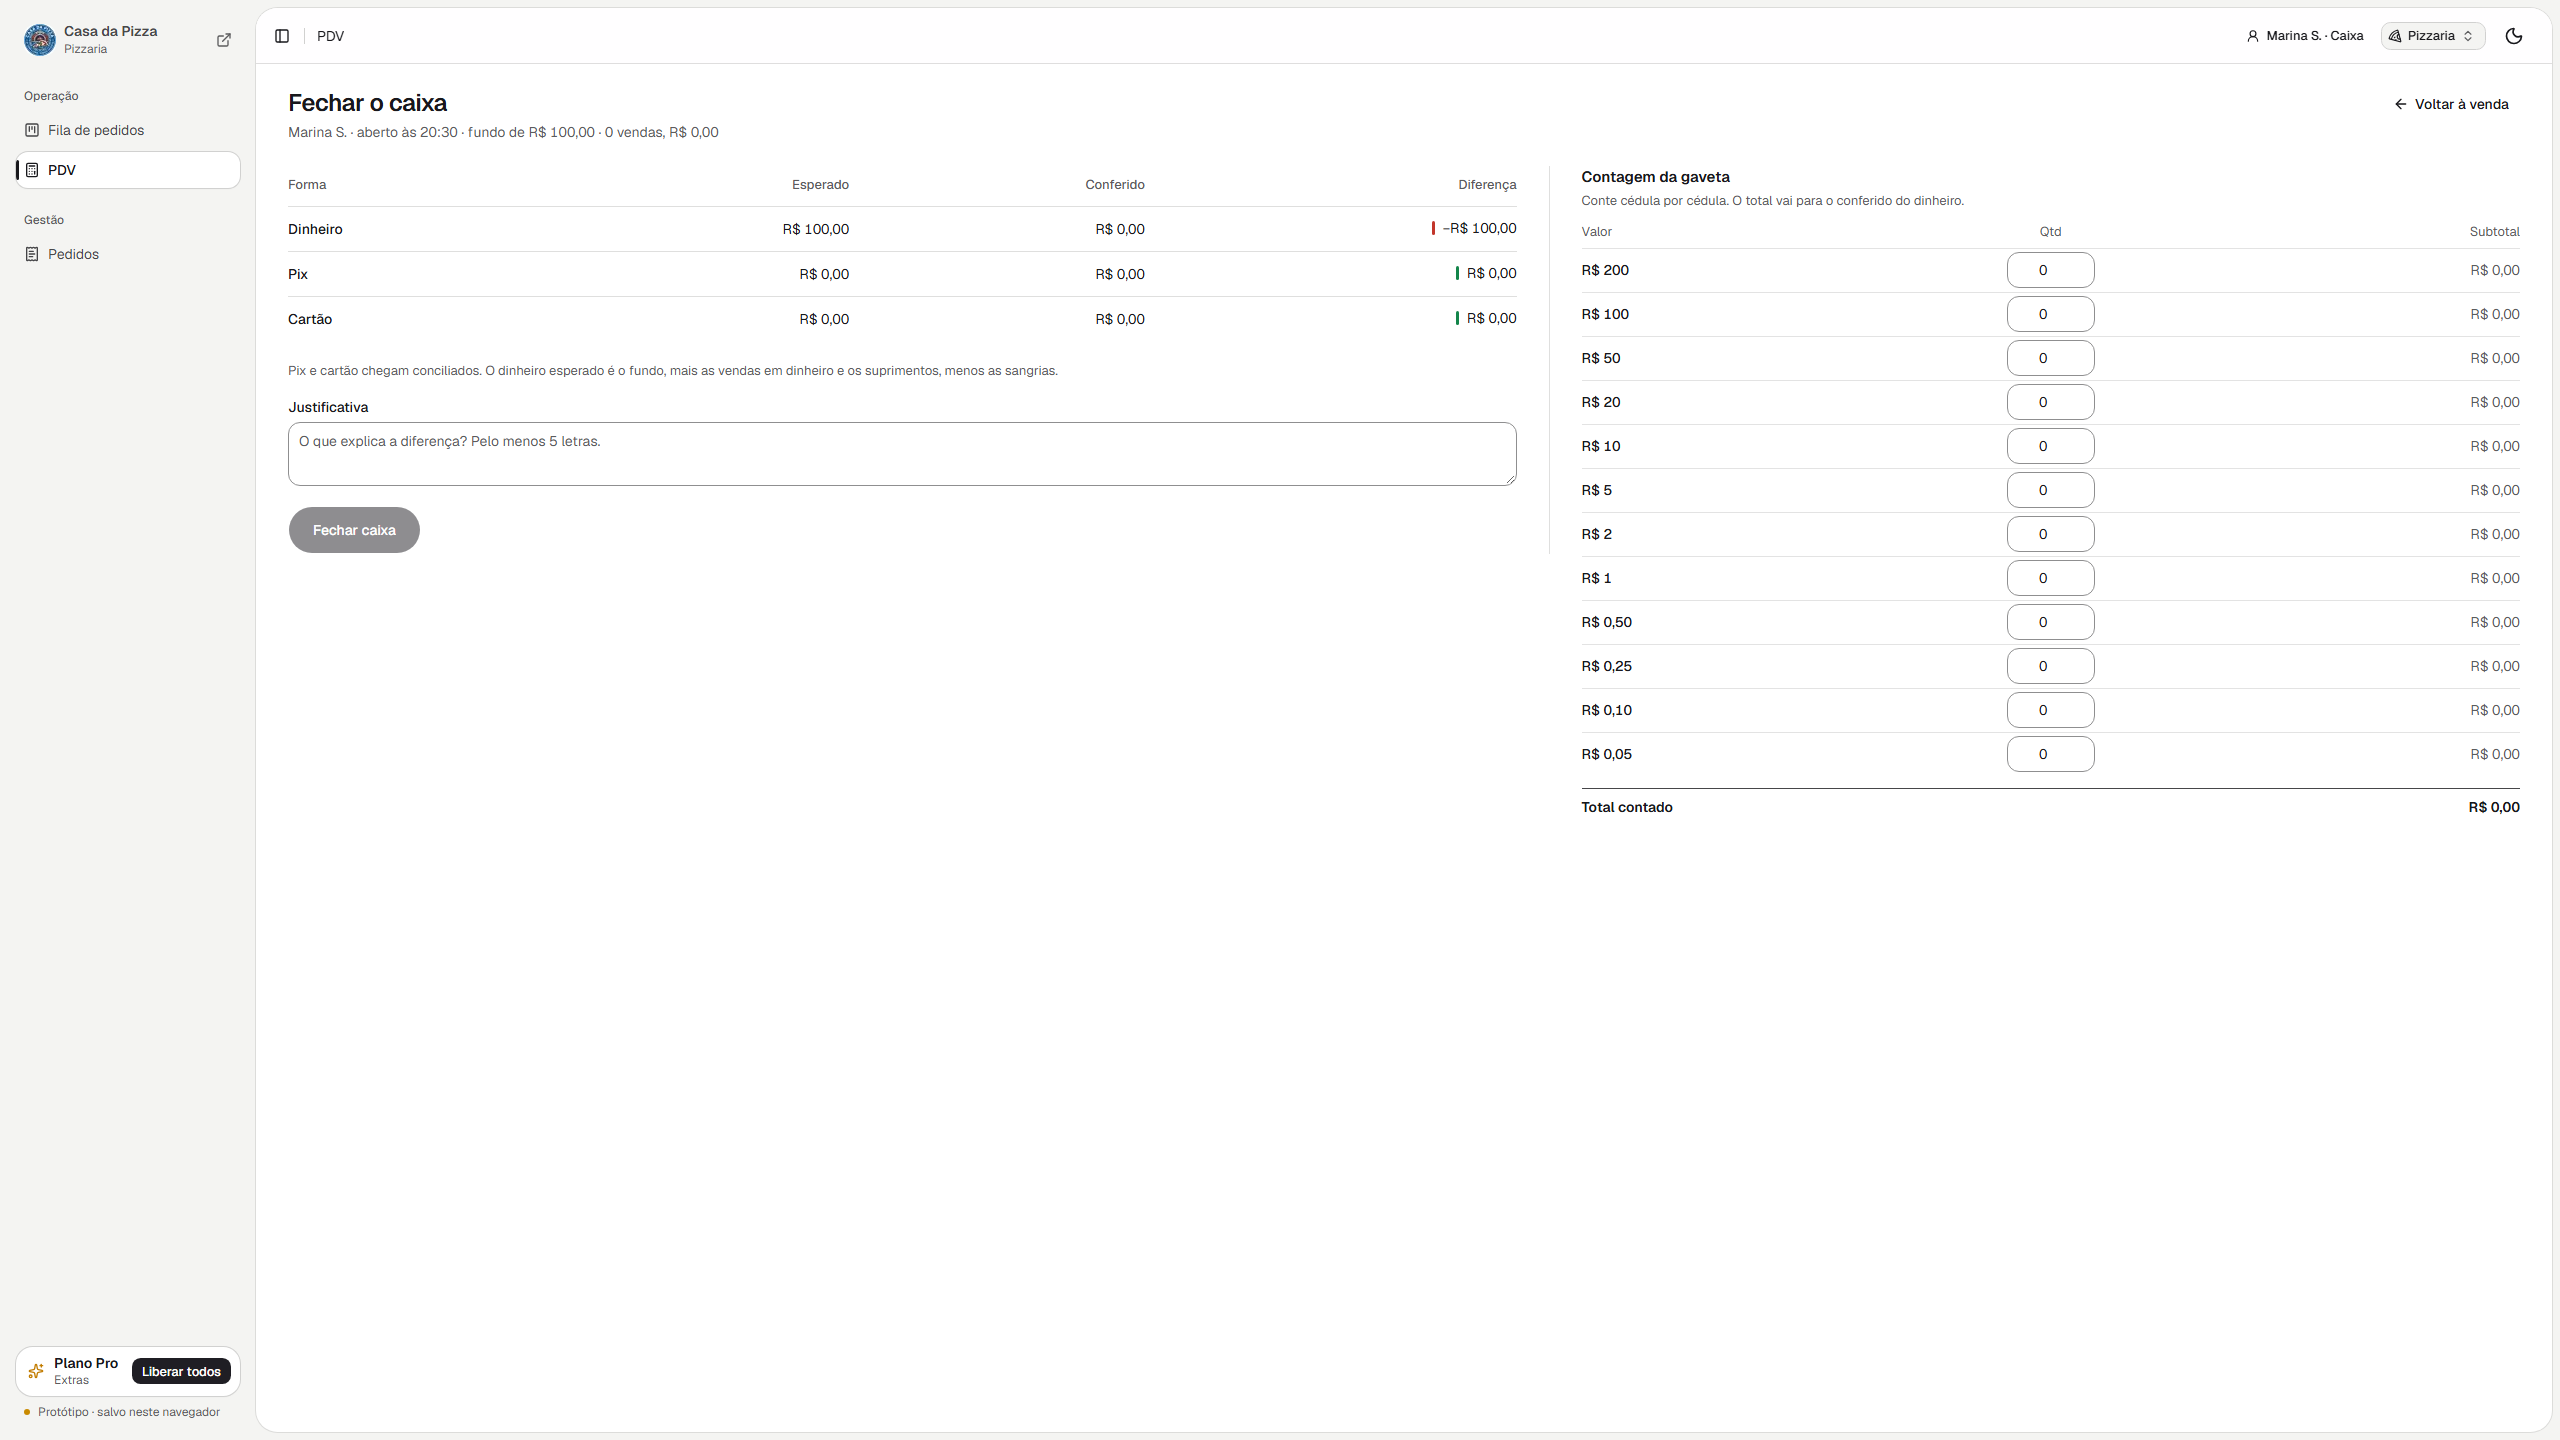 Casa da Pizza
Pizzaria
Operação
Fila de pedidos
PDV
Gestão
Pedidos
Plano Pro
Extras
Liberar todos
Protótipo · salvo neste navegador
PDV
Marina S. · Caixa
Pizzaria
Fechar o caixa
Marina S. · aberto às 20:30 · fundo de R$ 100,00 · 0 vendas, R$ 0,00
Voltar à venda
Forma Esperado Conferido Diferença
Dinheiro R$ 100,00 R$ 0,00 −R$ 100,00
Pix R$ 0,00 R$ 0,00 R$ 0,00
Cartão R$ 0,00 R$ 0,00 R$ 0,00
Pix e cartão chegam conciliados. O dinheiro esperado é o fundo, mais as vendas em dinheiro e os suprimentos, menos as sangrias.
Justificativa
O que explica a diferença? Pelo menos 5 letras.
Fechar caixa
Contagem da gaveta
Conte cédula por cédula. O total vai para o conferido do dinheiro.
Valor Qtd Subtotal
R$ 200 0 R$ 0,00
R$ 100 0 R$ 0,00
R$ 50 0 R$ 0,00
R$ 20 0 R$ 0,00
R$ 10 0 R$ 0,00
R$ 5 0 R$ 0,00
R$ 2 0 R$ 0,00
R$ 1 0 R$ 0,00
R$ 0,50 0 R$ 0,00
R$ 0,25 0 R$ 0,00
R$ 0,10 0 R$ 0,00
R$ 0,05 0 R$ 0,00
Total contado R$ 0,00